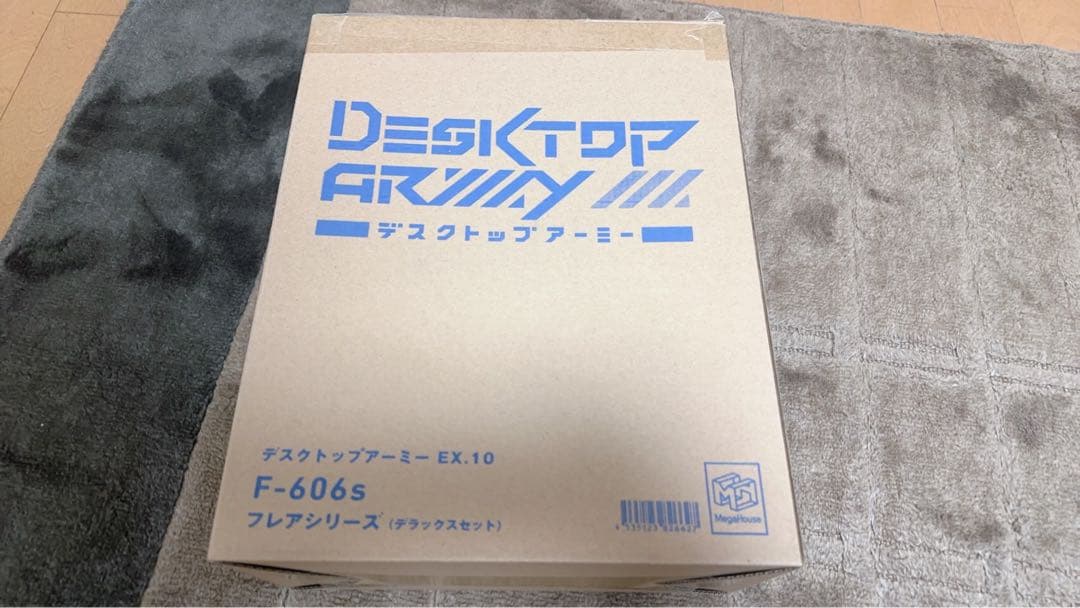 DESKTOP
ARMY
デスクトップアーミー
デスクトップアーミー EX.10
F-606s
フレアシリーズ (デラックスセット)
MegaHouse